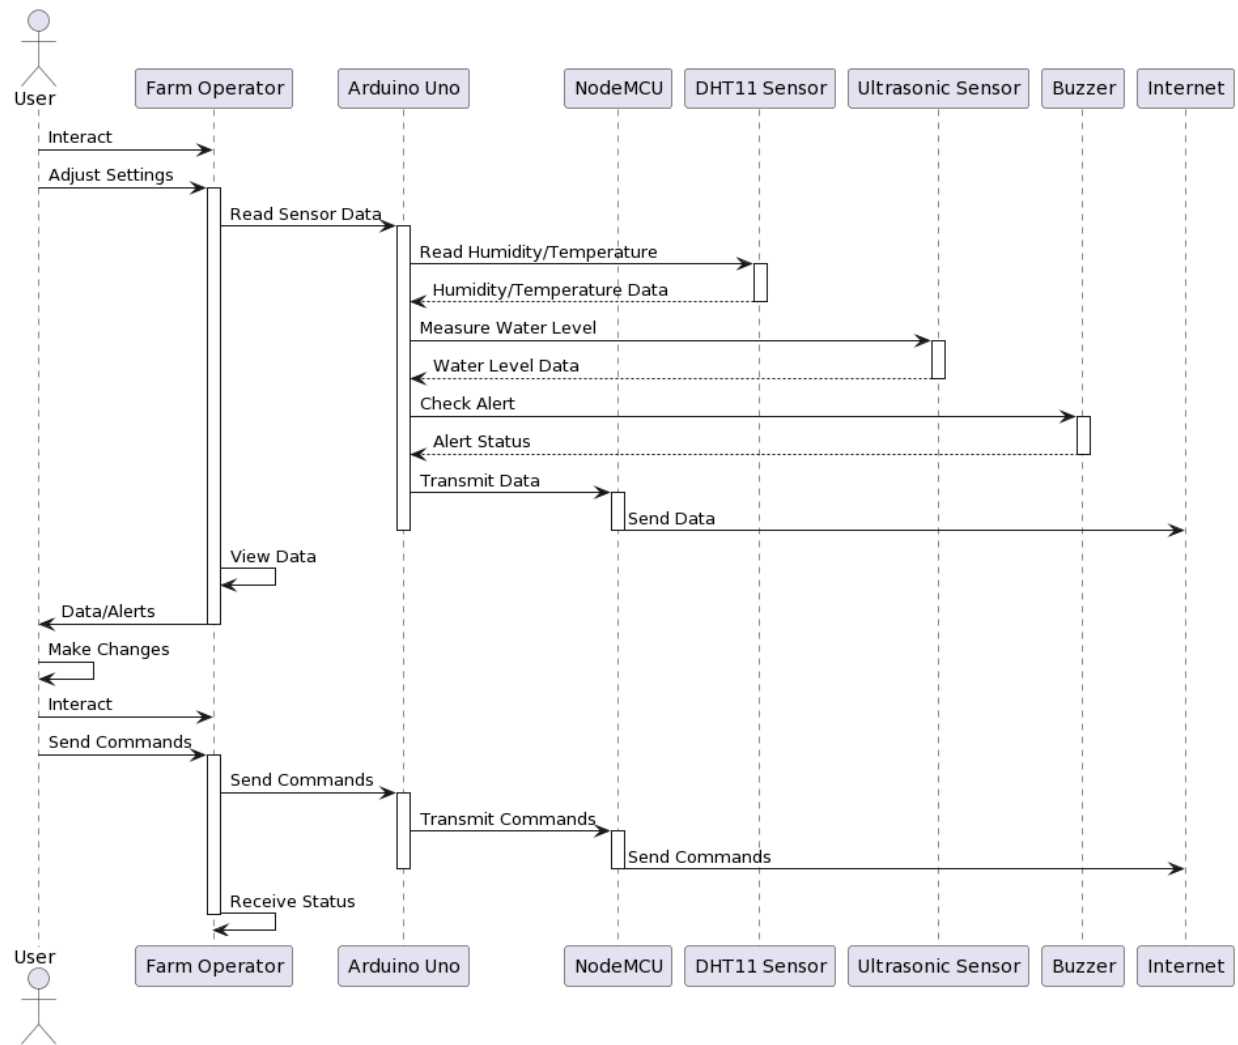 User
Farm Operator
Arduino Uno
NodeMCU
DHT11 Sensor
Ultrasonic Sensor
Buzzer
Internet
Interact
Adjust Settings
Read Sensor Data
Read Humidity/Temperature
Humidity/Temperature Data
Measure Water Level
Water Level Data
Check Alert
Alert Status
Transmit Data
Send Data
View Data
Data/Alerts
Make Changes
Interact
Send Commands
Send Commands
Transmit Commands
Send Commands
Receive Status
User
Farm Operator
Arduino Uno
NodeMCU
DHT11 Sensor
Ultrasonic Sensor
Buzzer
Internet